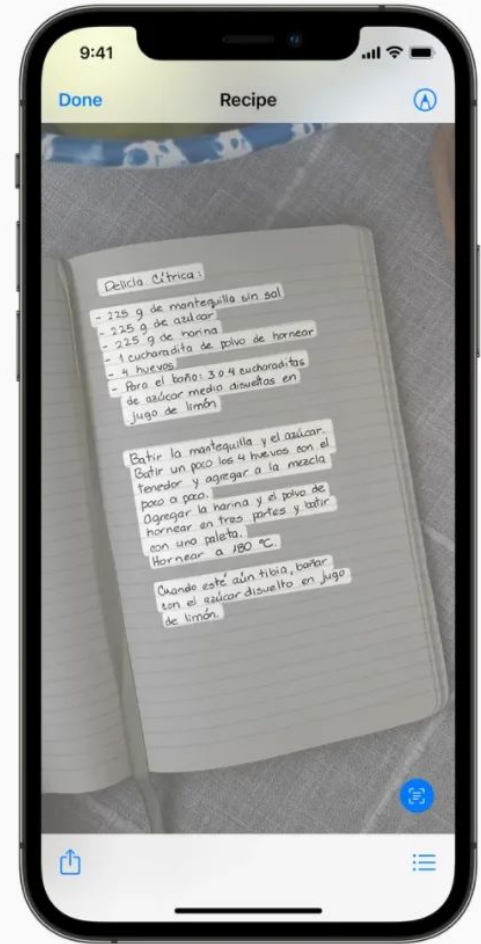 9:41
Done
Recipe
Delicia Cítrica:
- 225 g de mantequilla sin sal
- 225 g de azúcar
- 225 g de harina
- 1 cucharadita de polvo de hornear
- 4 huevos
- Para el baño: 3 o 4 cucharaditas
de azúcar medio disueltas en
jugo de limón
Batir la mantequilla y el azúcar.
Batir un poco los 4 huevos con el
tenedor y agregar a la mezcla
poco a poco.
Agregar la harina y el polvo de
hornear en tres partes y batir
con una paleta.
Hornear a 180 °C.
Cuando esté aún tibia, bañar
con el azúcar disuelto en jugo
de limón.